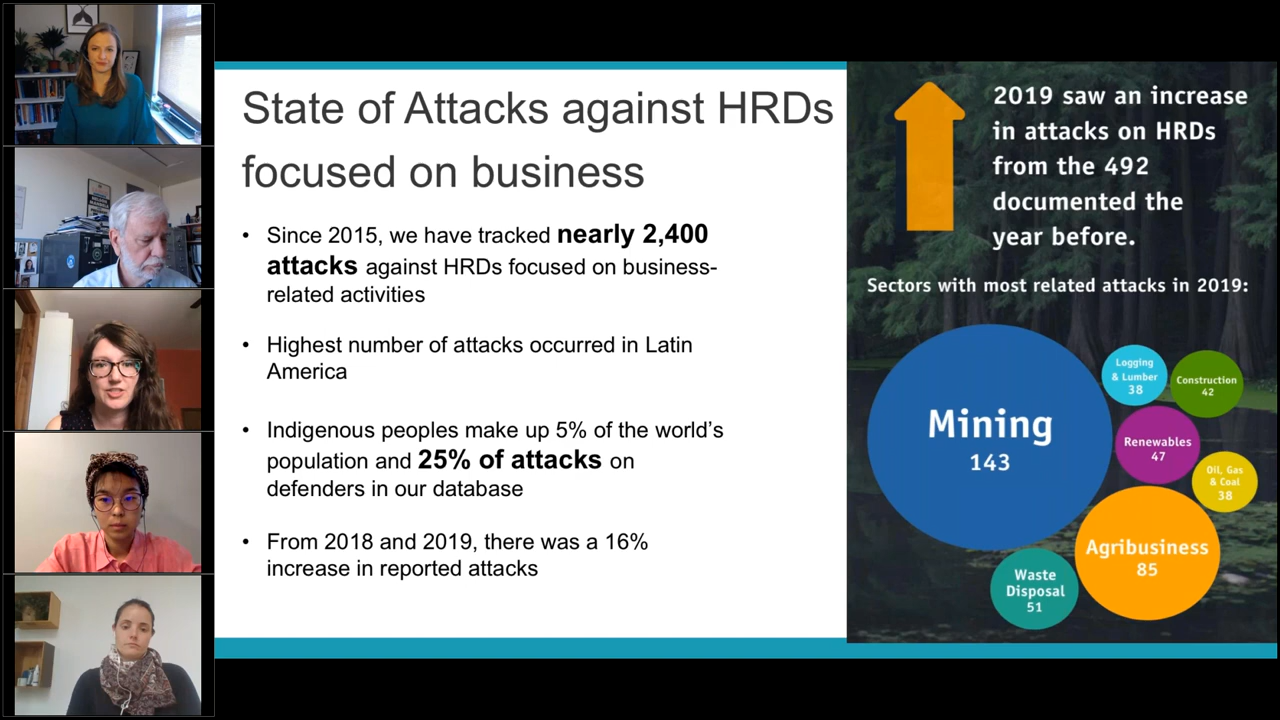 State of Attacks against HRDs
focused on business
• Since 2015, we have tracked nearly 2,400
attacks against HRDs focused on business-
related activities
• Highest number of attacks occurred in Latin
America
• Indigenous peoples make up 5% of the world’s
population and 25% of attacks on
defenders in our database
• From 2018 and 2019, there was a 16%
increase in reported attacks
2019 saw an increase
in attacks on HRDs
from the 492
documented the
year before.
Sectors with most related attacks in 2019:
Mining
143
Logging
& Lumber
38
Construction
42
Renewables
47
Oil, Gas
& Coal
38
Agribusiness
85
Waste
Disposal
51